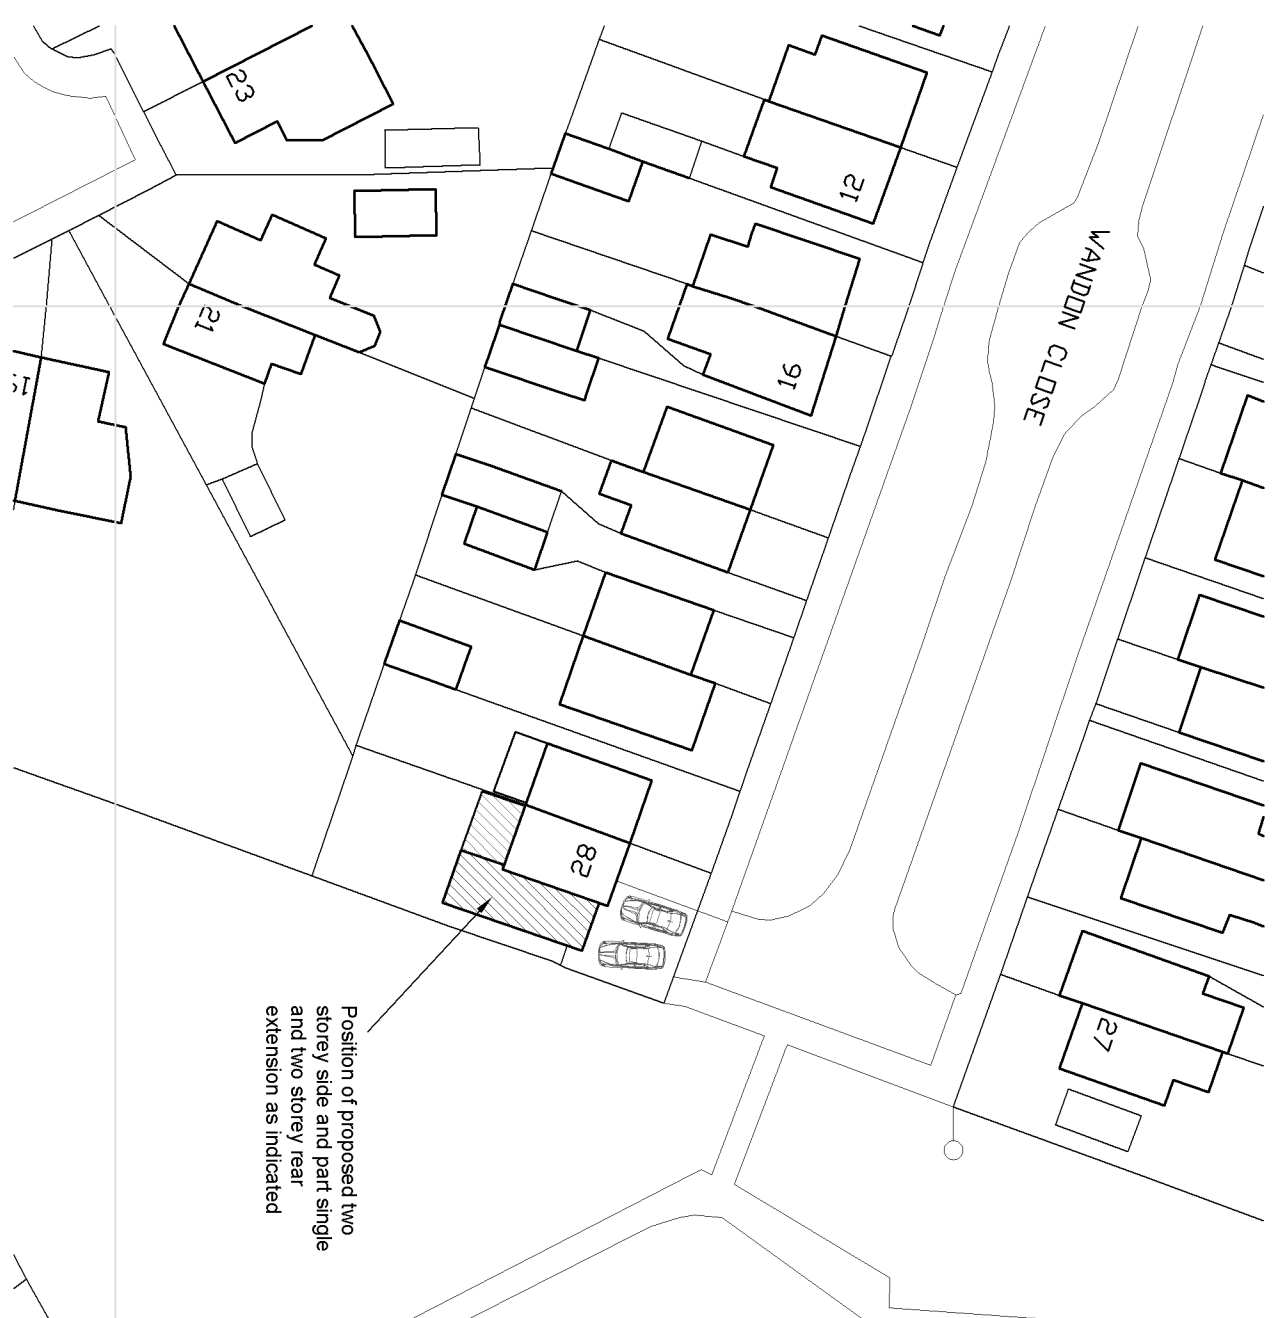 23
12
WANDON CLOSE
21
16
28
27
Position of proposed two
storey side and part single
and two storey rear
extension as indicated